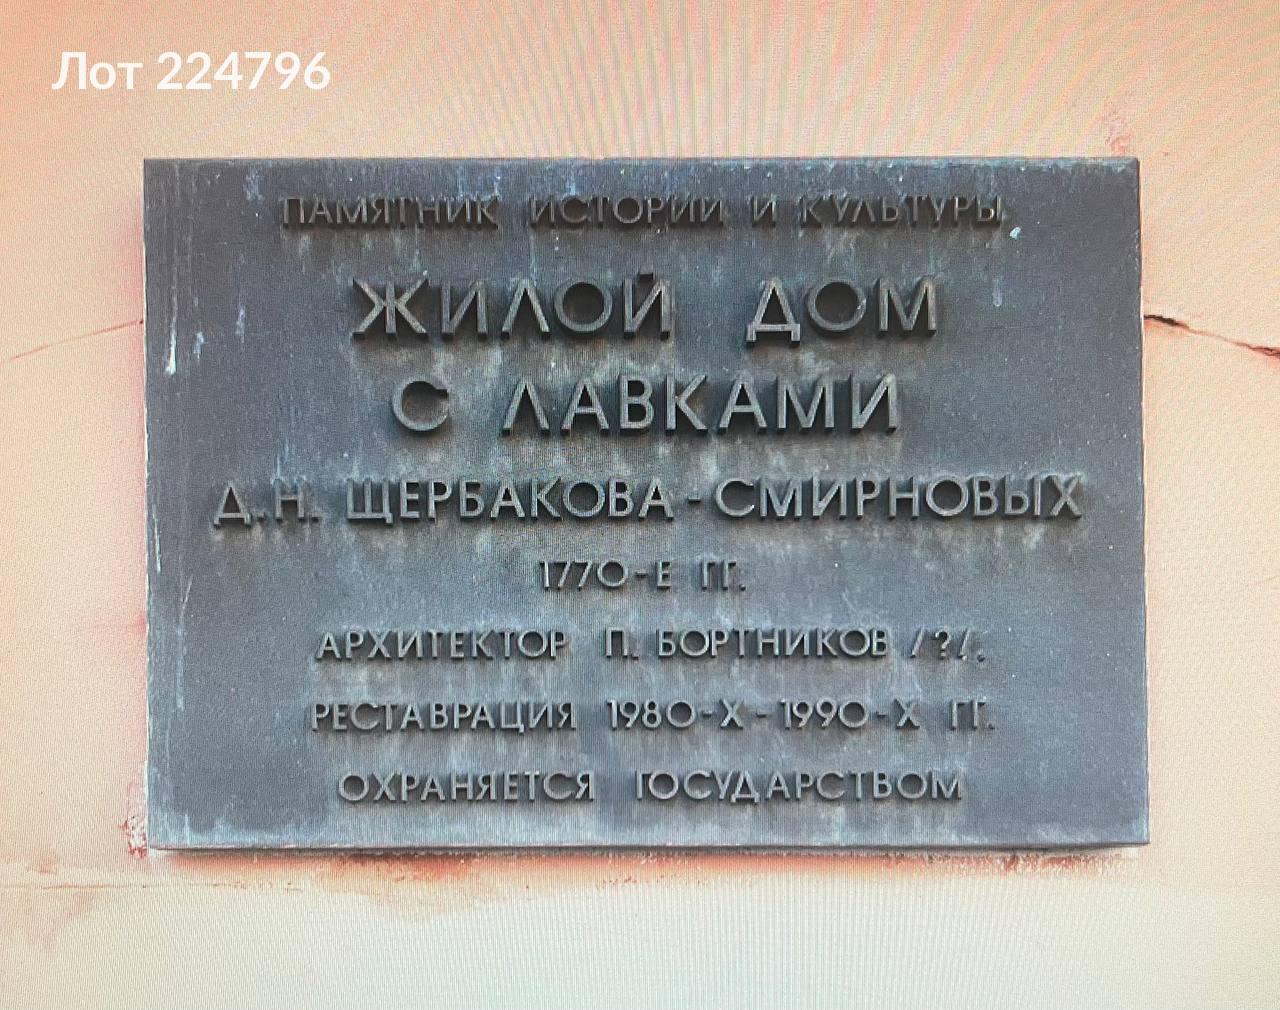 Лот 224796
ПАМЯТНИК ИСТОРИИ И КУЛЬТУРЫ
ЖИЛОЙ ДОМ
С ЛАВКАМИ
Д.Н. ЩЕРБАКОВА-СМИРНОВЫХ
1770-Е ГГ.
АРХИТЕКТОР П. БОРТНИКОВ /?/.
РЕСТАВРАЦИЯ 1980-Х-1990-Х ГГ.
ОХРАНЯЕТСЯ ГОСУДАРСТВОМ